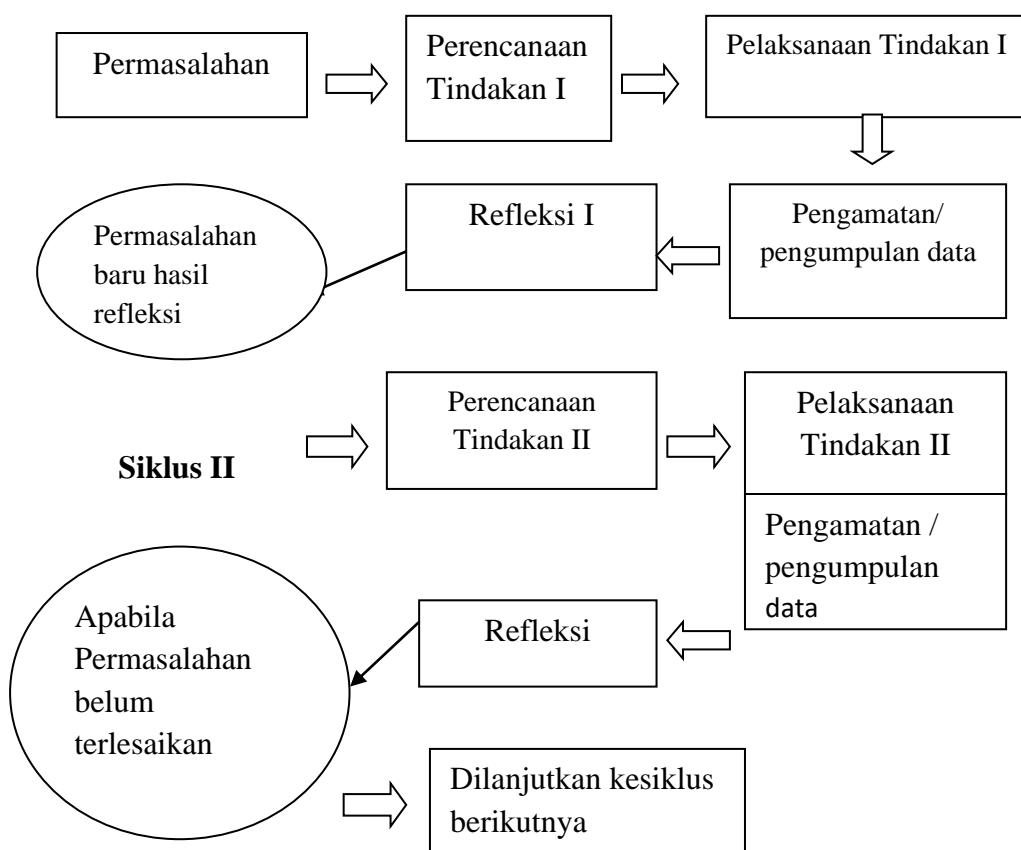 Permasalahan
Perencanaan
Tindakan I
Pelaksanaan Tindakan I
Permasalahan
baru hasil
refleksi
Refleksi I
Pengamatan/
pengumpulan data
Siklus II
Perencanaan
Tindakan II
Pelaksanaan
Tindakan II
Pengamatan /
pengumpulan
data
Apabila
Permasalahan
belum
terlesaikan
Refleksi
Dilanjutkan kesiklus
berikutnya